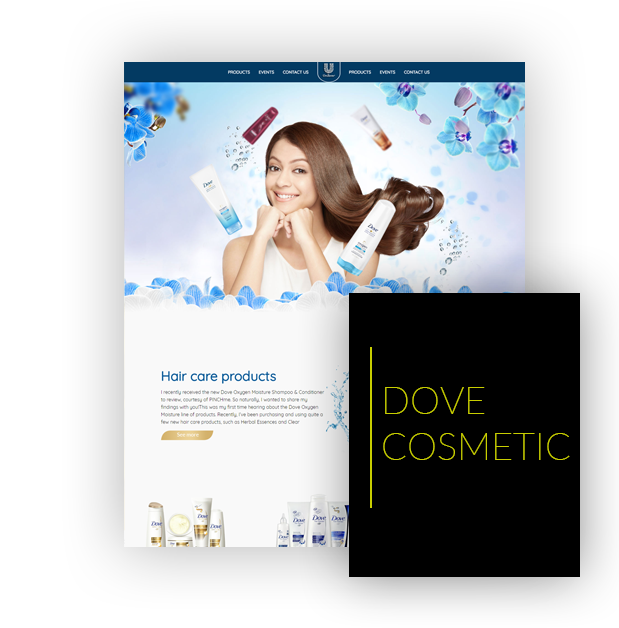 PRODUCTS EVENTS CONTACT US PRODUCTS EVENTS CONTACT US
Dove
Dove
Hair care products
I recently received the new Dove Oxygen Moisture Shampoo & Conditioner
to review, courtesy of PINCHme. So naturally, I wanted to share my
findings with you!This was my first time hearing about the Dove Oxygen
Moisture line of products. Recently, I've been purchasing and using quite a
few new hair care products, such as Herbal Essences and Clear
DOVE
COSMETIC
Dove
Dove
Dove
Dove
Dove
Dove